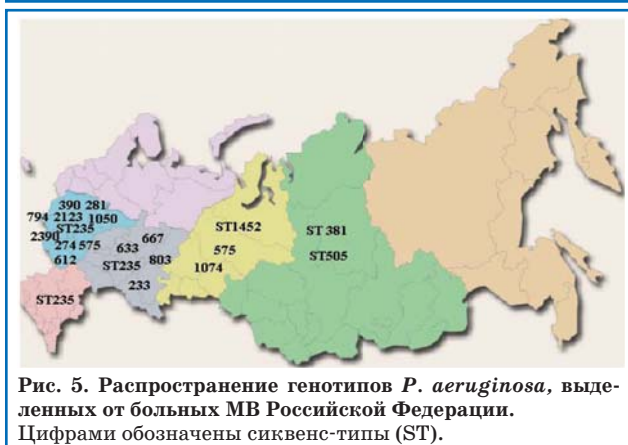 390 281
794 2123 1050
ST235
2390
274 575
612
667
633
ST235 803
233
ST235
ST1452
575
1074
ST 381
ST505
Рис. 5. Распространение генотипов P. aeruginosa, выде-
ленных от больных МВ Российской Федерации.
Цифрами обозначены сиквенс-типы (ST).